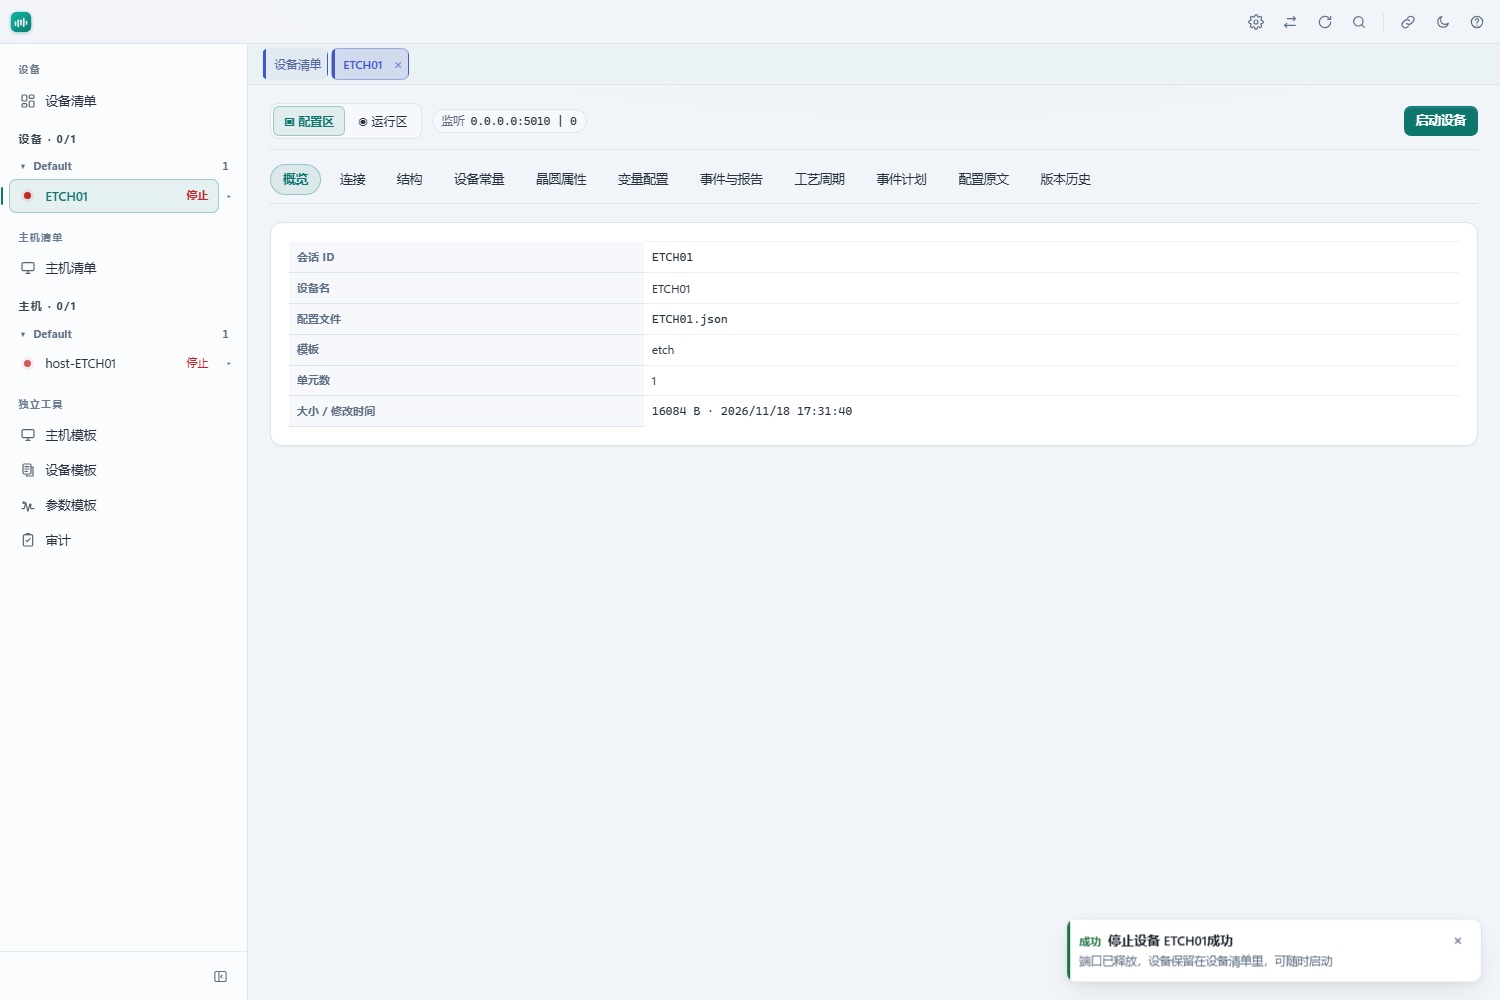 设备
设备清单
设备 · 0/1
Default 1
ETCH01 停止
主机清单
主机清单
主机 · 0/1
Default 1
host-ETCH01 停止
独立工具
主机模板
设备模板
参数模板
审计
设备清单 ETCH01 ×
配置区 运行区 监听 0.0.0.0:5010 | 0 启动设备
概览 连接 结构 设备常量 晶圆属性 变量配置 事件与报告 工艺周期 事件计划 配置原文 版本历史
会话 ID ETCH01
设备名 ETCH01
配置文件 ETCH01.json
模板 etch
单元数 1
大小 / 修改时间 16084 B · 2026/11/18 17:31:40
成功 停止设备 ETCH01成功 ×
端口已释放，设备保留在设备清单里，可随时启动